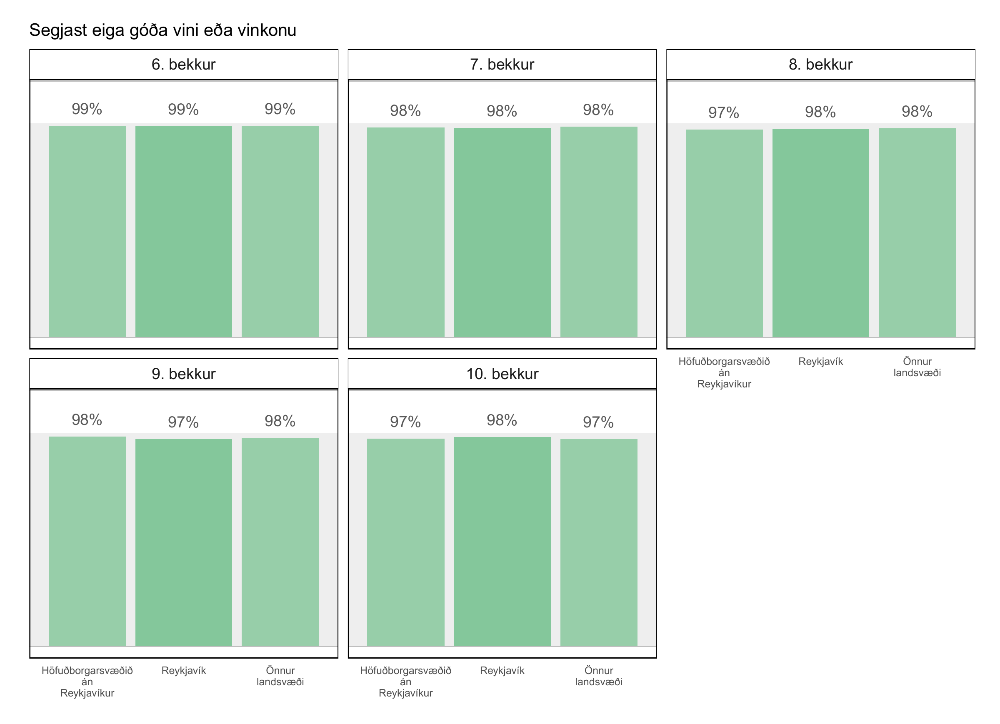 Segjast eiga góða vini eða vinkonu
6. bekkur
7. bekkur
8. bekkur
99%
99%
99%
98%
98%
98%
97%
98%
98%
Höfuðborgarsvæðið
án
Reykjavíkur
Reykjavík
Önnur
landsvæði
9. bekkur
10. bekkur
98%
97%
98%
97%
98%
97%
Höfuðborgarsvæðið
án
Reykjavíkur
Reykjavík
Önnur
landsvæði
Höfuðborgarsvæðið
án
Reykjavíkur
Reykjavík
Önnur
landsvæði